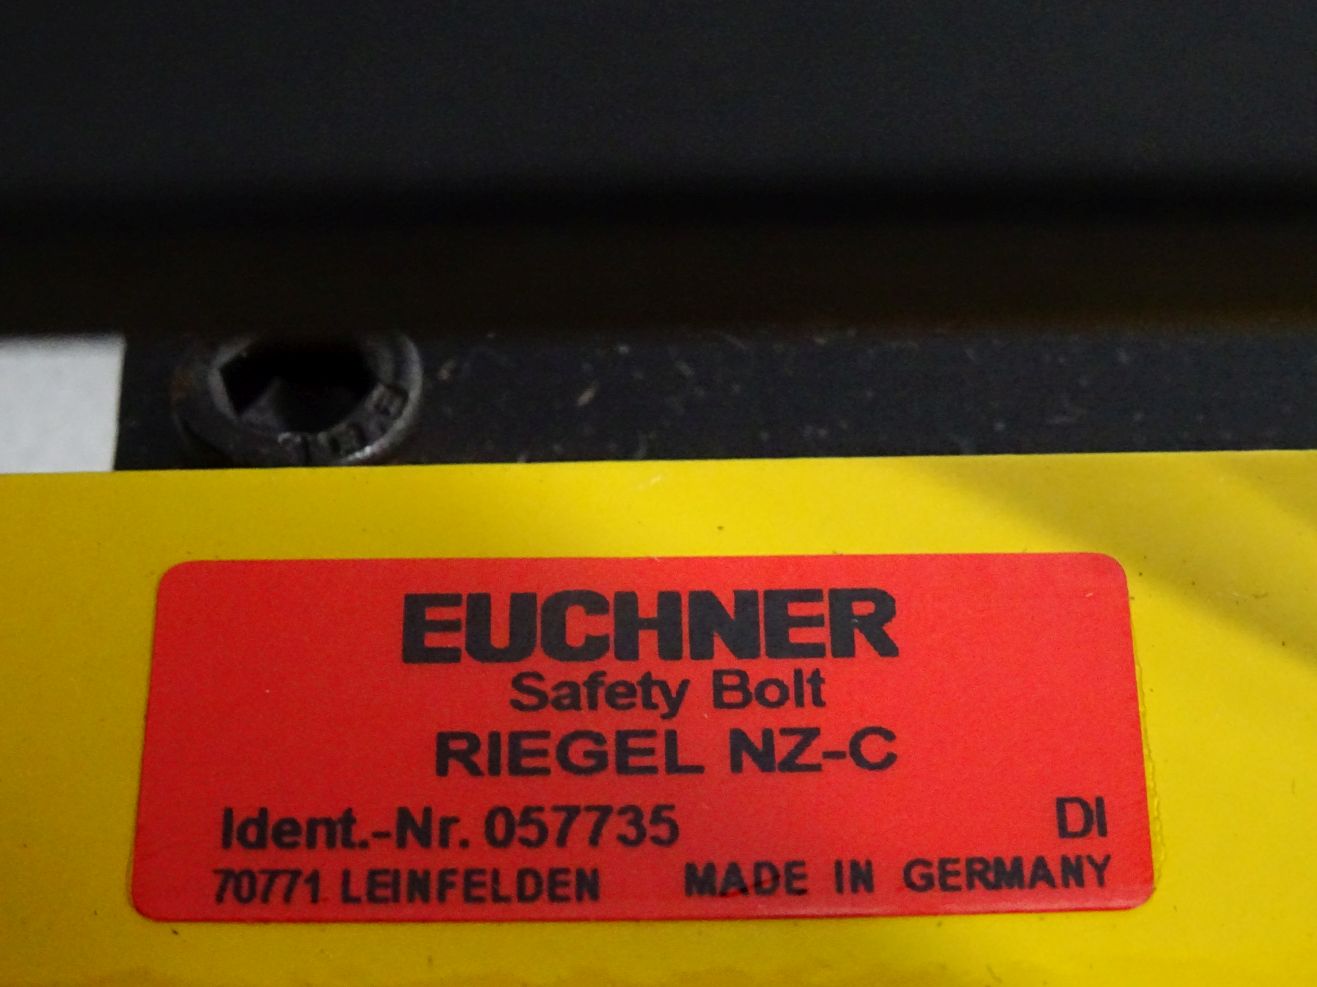 EUCHNER
Safety Bolt
RIEGEL NZ-C
Ident.-Nr. 057735 DI
70771 LEINFELDEN MADE IN GERMANY